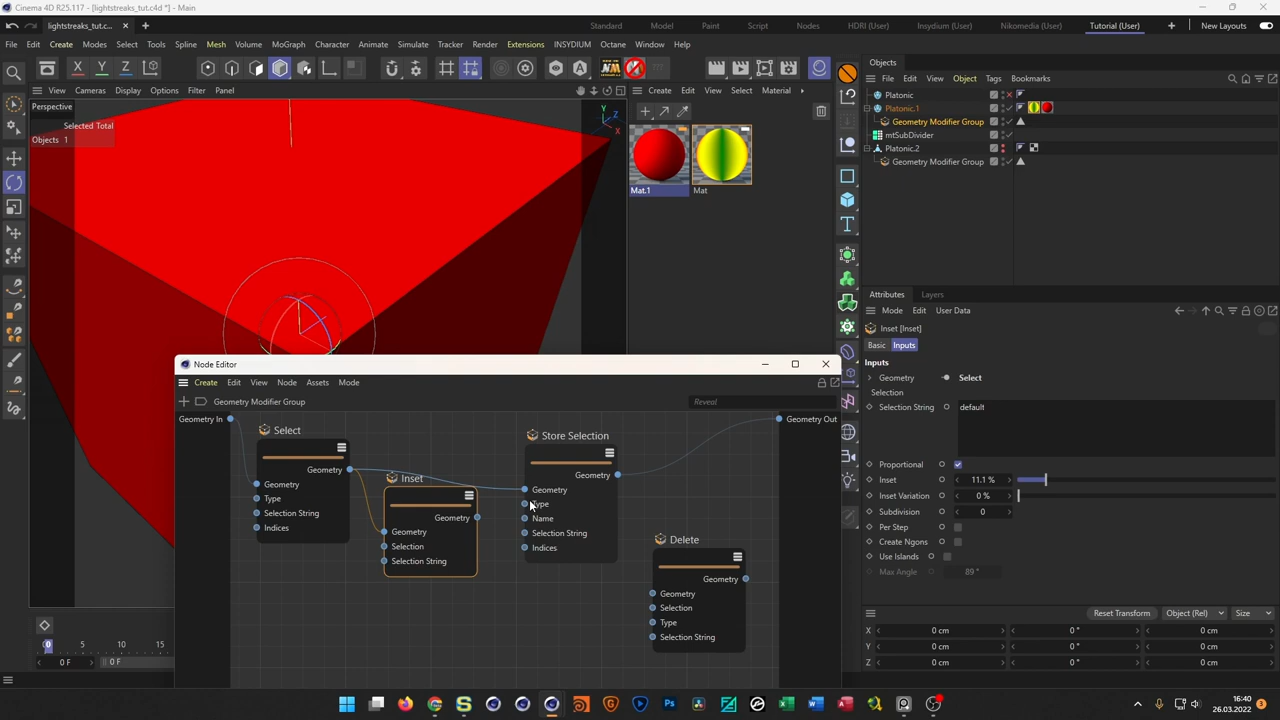 Cinema 4D R25.117 - [lightstreaks_tut.c4d *] - Main
lightstreaks_tut.c...
Standard Model Paint Script Nodes HDRI (User) Insydium (User) Nikomedia (User) Tutorial (User) New Layouts
File Edit Create Modes Select Tools Spline Mesh Volume MoGraph Character Animate Simulate Tracker Render Extensions INSYDIUM Octane Window Help
X Y Z
View Cameras Display Options Filter Panel
Perspective
Selected Total
Objects 1
Y
Z
X
Create Edit View Select Material
Mat.1 Mat
Objects
File Edit View Object Tags Bookmarks
Platonic
Platonic.1
Geometry Modifier Group
mtSubDivider
Platonic.2
Geometry Modifier Group
Attributes Layers
Mode Edit User Data
Inset [Inset]
Basic Inputs
Inputs
Geometry Select
Selection
Selection String default
Proportional
Inset 11.1 %
Inset Variation 0 %
Subdivision 0
Per Step
Create Ngons
Use Islands
Max Angle 89 °
Reset Transform Object (Rel) Size
X 0 cm 0 ° 0 cm
Y 0 cm 0 ° 0 cm
Z 0 cm 0 ° 0 cm
Node Editor
Create Edit View Node Assets Mode
Geometry Modifier Group
Reveal
Geometry In
Geometry Out
Select
Geometry
Geometry
Type
Selection String
Indices
Inset
Geometry
Geometry
Selection
Selection String
Store Selection
Geometry
Geometry
Type
Name
Selection String
Indices
Delete
Geometry
Geometry
Selection
Type
Selection String
0 5 10 15
0 F 0 F
16:40
26.03.2022